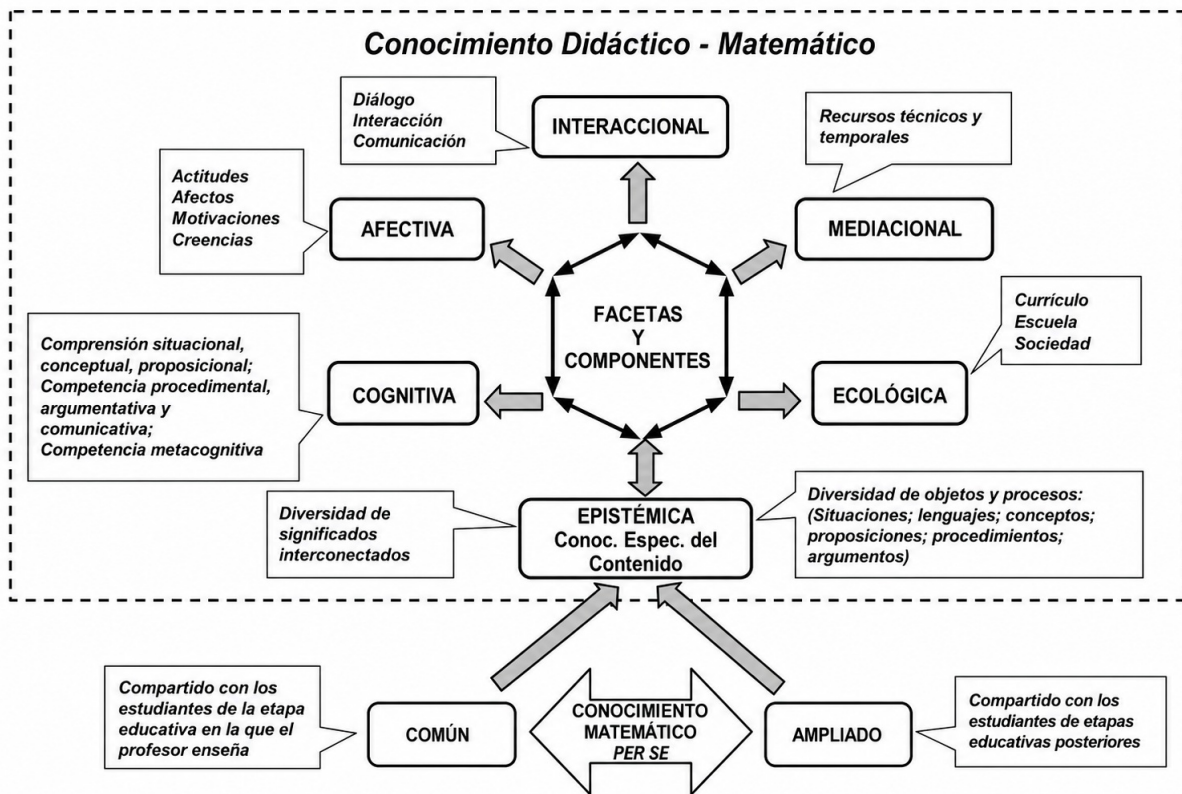 Conocimiento Didáctico - Matemático
Diálogo
Interacción
Comunicación
INTERACCIONAL
Recursos técnicos y
temporales
Actitudes
Afectos
Motivaciones
Creencias
AFECTIVA
MEDIACIONAL
FACETAS
Y
COMPONENTES
Currículo
Escuela
Sociedad
Comprensión situacional,
conceptual, proposicional;
Competencia procedimental,
argumentativa y
comunicativa;
Competencia metacognitiva
COGNITIVA
ECOLÓGICA
Diversidad de
significados
interconectados
EPISTÉMICA
Conoc. Espec. del
Contenido
Diversidad de objetos y procesos:
(Situaciones; lenguajes; conceptos;
proposiciones; procedimientos;
argumentos)
Compartido con los
estudiantes de la etapa
educativa en la que el
profesor enseña
COMÚN
CONOCIMIENTO
MATEMÁTICO
PER SE
AMPLIADO
Compartido con los
estudiantes de etapas
educativas posteriores